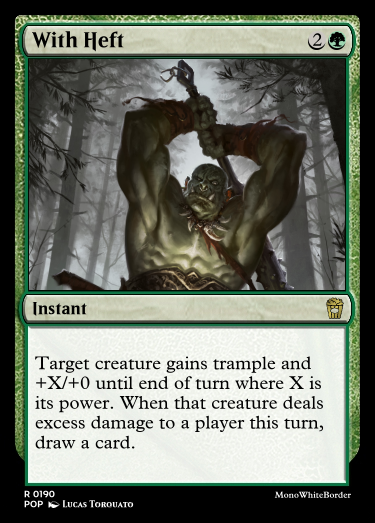 With Heft
2
Instant
Target creature gains trample and
+X/+0 until end of turn where X is
its power. When that creature deals
excess damage to a player this turn,
draw a card.
R 0190
MonoWhiteBorder
POP Lucas Torquato